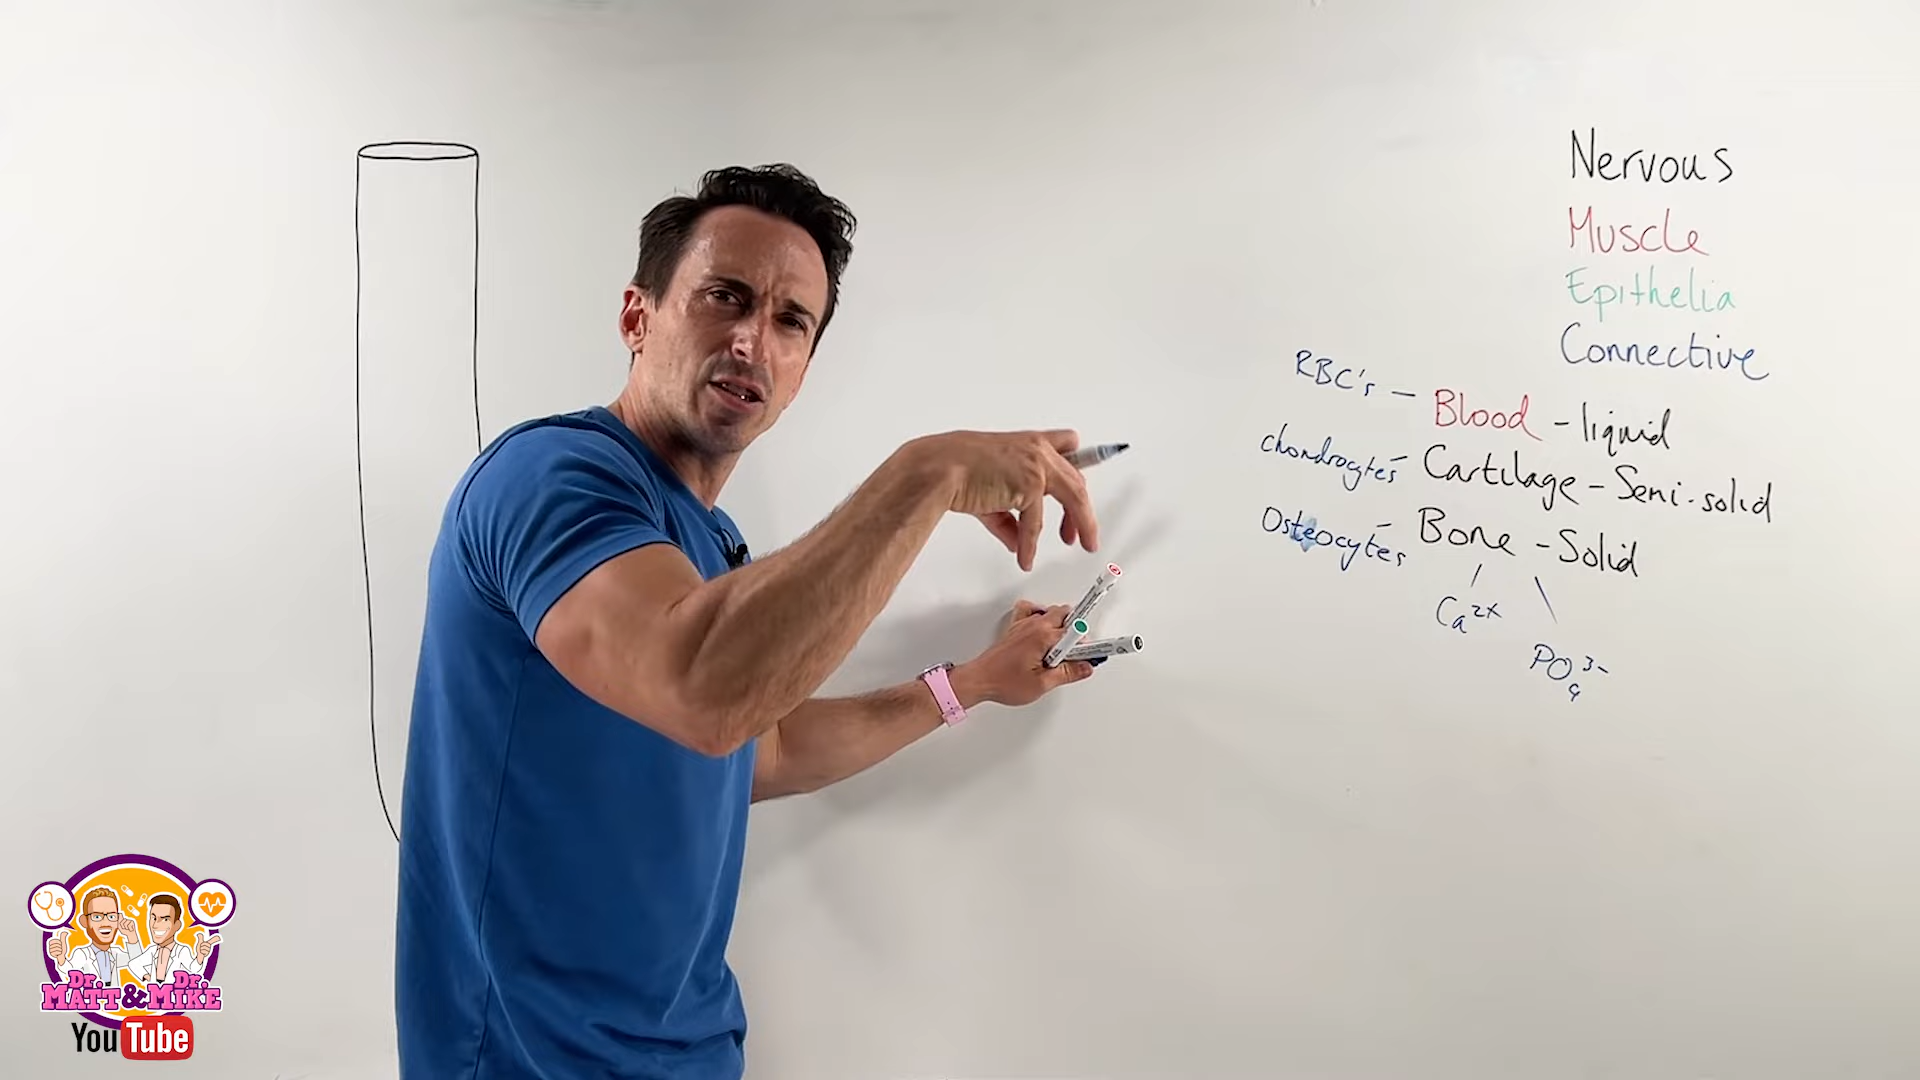 Nervous
Muscle
Epithelia
Connective
RBC's — Blood - liquid
chondrocytes - Cartilage - Semi-solid
Osteocytes - Bone - Solid
Ca²⁺
PO₄³⁻
Dr. Dr.
MATT & MIKE
YouTube